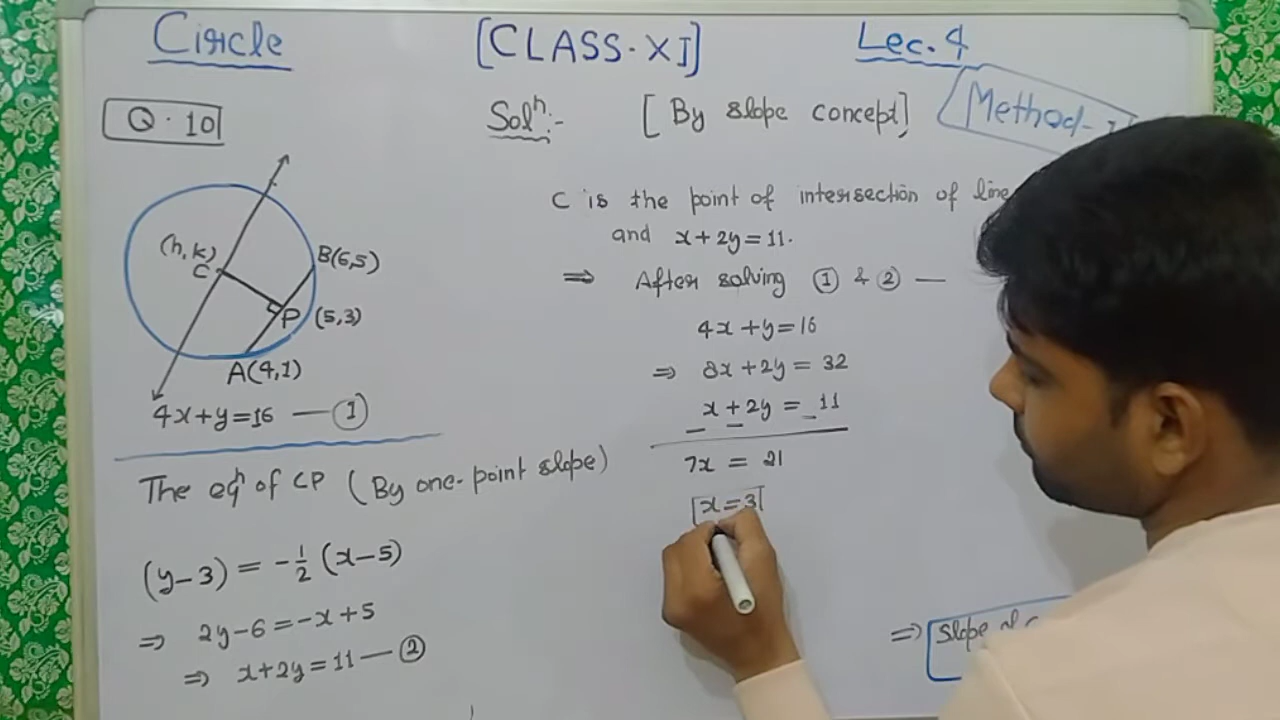 Circle [CLASS-XI] Lec. 4
Q. 10 Solⁿ:- [By slope concept] Method-
(h,k)
C
B(6,5)
P (5,3)
A(4,1)
4x+y=16 — ①
The eqⁿ of CP (By one-point slope)
(y-3) = -1/2 (x-5)
⇒ 2y-6=-x+5
⇒ x+2y=11 — ②
C is the point of intersection of line
and x+2y=11.
⇒ After solving ① & ② —
4x+y=16
⇒ 8x+2y = 32
x+2y = 11
- - -
7x = 21
x=3
⇒ Slope of